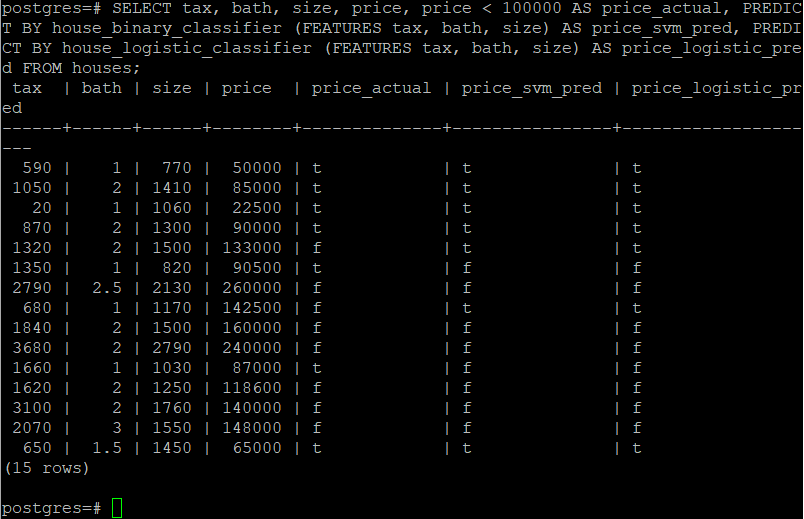 postgres=# SELECT tax, bath, size, price, price < 100000 AS price_actual, PREDIC
T BY house_binary_classifier (FEATURES tax, bath, size) AS price_svm_pred, PREDI
CT BY house_logistic_classifier (FEATURES tax, bath, size) AS price_logistic_pre
d FROM houses;
 tax  | bath | size | price  | price_actual | price_svm_pred | price_logistic_pr
ed
------+------+------+--------+--------------+----------------+------------------
---
  590 |    1 |  770 |  50000 | t            | t              | t
 1050 |    2 | 1410 |  85000 | t            | t              | t
   20 |    1 | 1060 |  22500 | t            | t              | t
  870 |    2 | 1300 |  90000 | t            | t              | t
 1320 |    2 | 1500 | 133000 | f            | t              | t
 1350 |    1 |  820 |  90500 | t            | f              | f
 2790 |  2.5 | 2130 | 260000 | f            | f              | f
  680 |    1 | 1170 | 142500 | f            | t              | t
 1840 |    2 | 1500 | 160000 | f            | f              | f
 3680 |    2 | 2790 | 240000 | f            | f              | f
 1660 |    1 | 1030 |  87000 | t            | f              | f
 1620 |    2 | 1250 | 118600 | f            | f              | f
 3100 |    2 | 1760 | 140000 | f            | f              | f
 2070 |    3 | 1550 | 148000 | f            | f              | f
  650 |  1.5 | 1450 |  65000 | t            | t              | t
(15 rows)
postgres=#